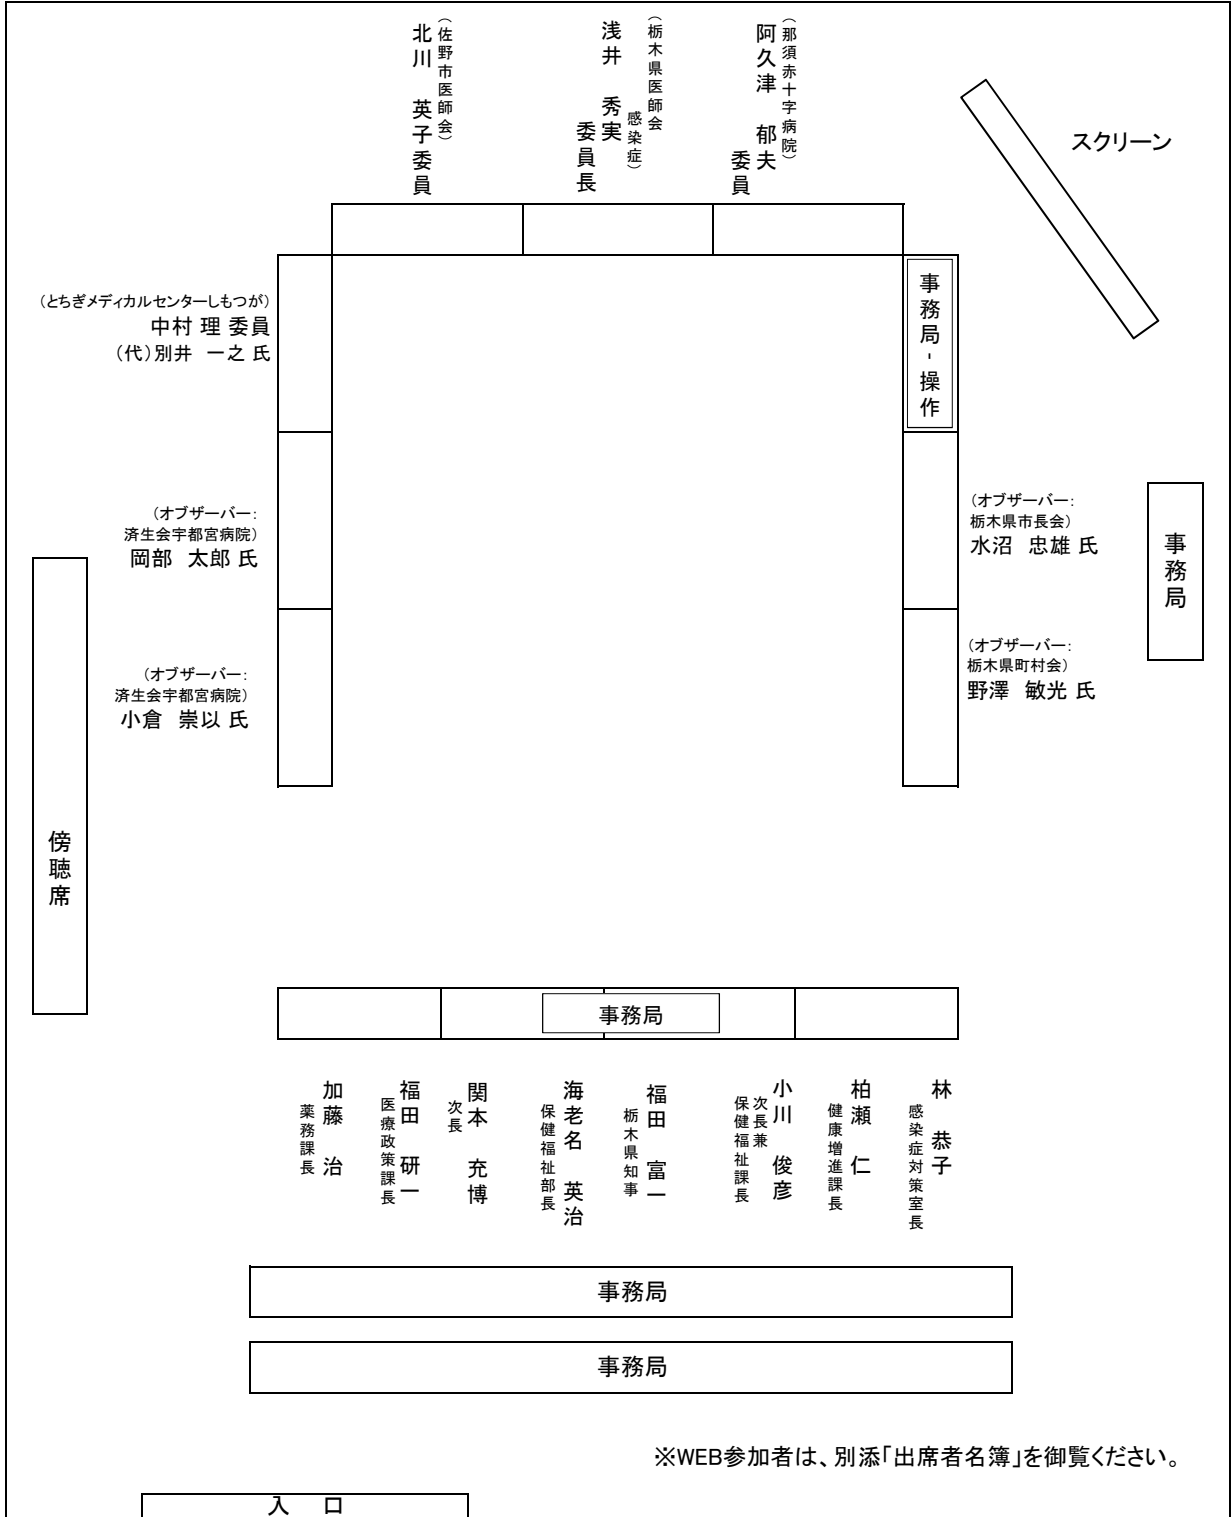 （佐野市医師会）
北川　英子委員
（栃木県医師会
感染症）
浅井　秀実
委員長
（那須赤十字病院）
阿久津　郁夫
委員
スクリーン
（とちぎメディカルセンターしもつが）
中村 理 委員
（代）別井　一之 氏
事務局-操作
（オブザーバー：
済生会宇都宮病院）
岡部　太郎 氏
（オブザーバー：
栃木県市長会）
水沼　忠雄 氏
事務局
（オブザーバー：
済生会宇都宮病院）
小倉　崇以 氏
（オブザーバー：
栃木県町村会）
野澤　敏光 氏
傍聴席
事務局
加藤　治
薬務課長
福田　研一
医療政策課長
関本　充博
次長
海老名　英治
保健福祉部長
福田　富一
栃木県知事
小川　俊彦
次長兼
保健福祉課長
柏瀬　仁
健康増進課長
林　恭子
感染症対策室長
事務局
事務局
※WEB参加者は、別添「出席者名簿」を御覧ください。
入　口